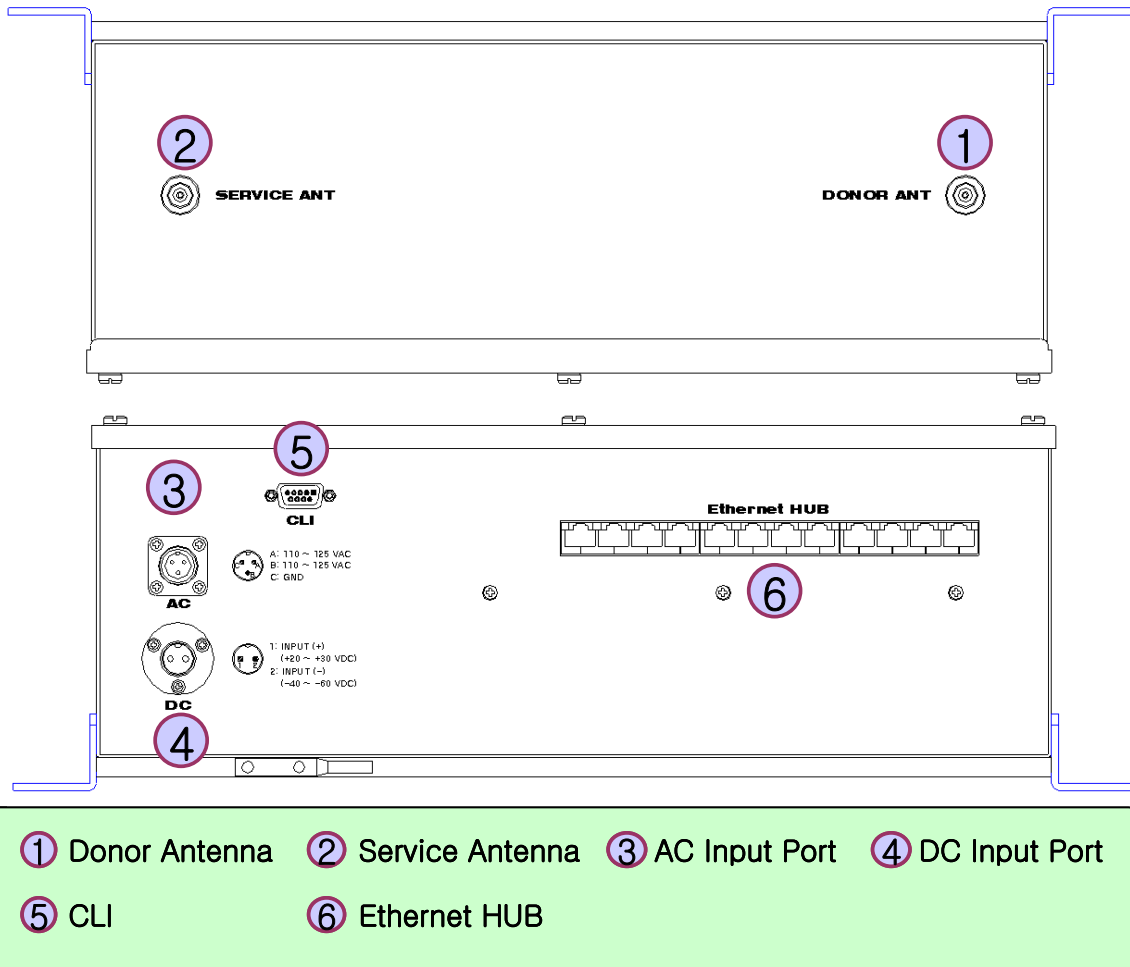 2
1
SERVICE ANT
DONOR ANT
5
3
CLI
Ethernet HUB
A: 110 ~ 125 VAC
B: 110 ~ 125 VAC
C: GND
C A
B
AC
6
1: INPUT (+)
(+20 ~ +30 VDC)
2: INPUT (-)
(-40 ~ -60 VDC)
1 2
DC
4
1 Donor Antenna 2 Service Antenna 3 AC Input Port 4 DC Input Port
5 CLI 6 Ethernet HUB